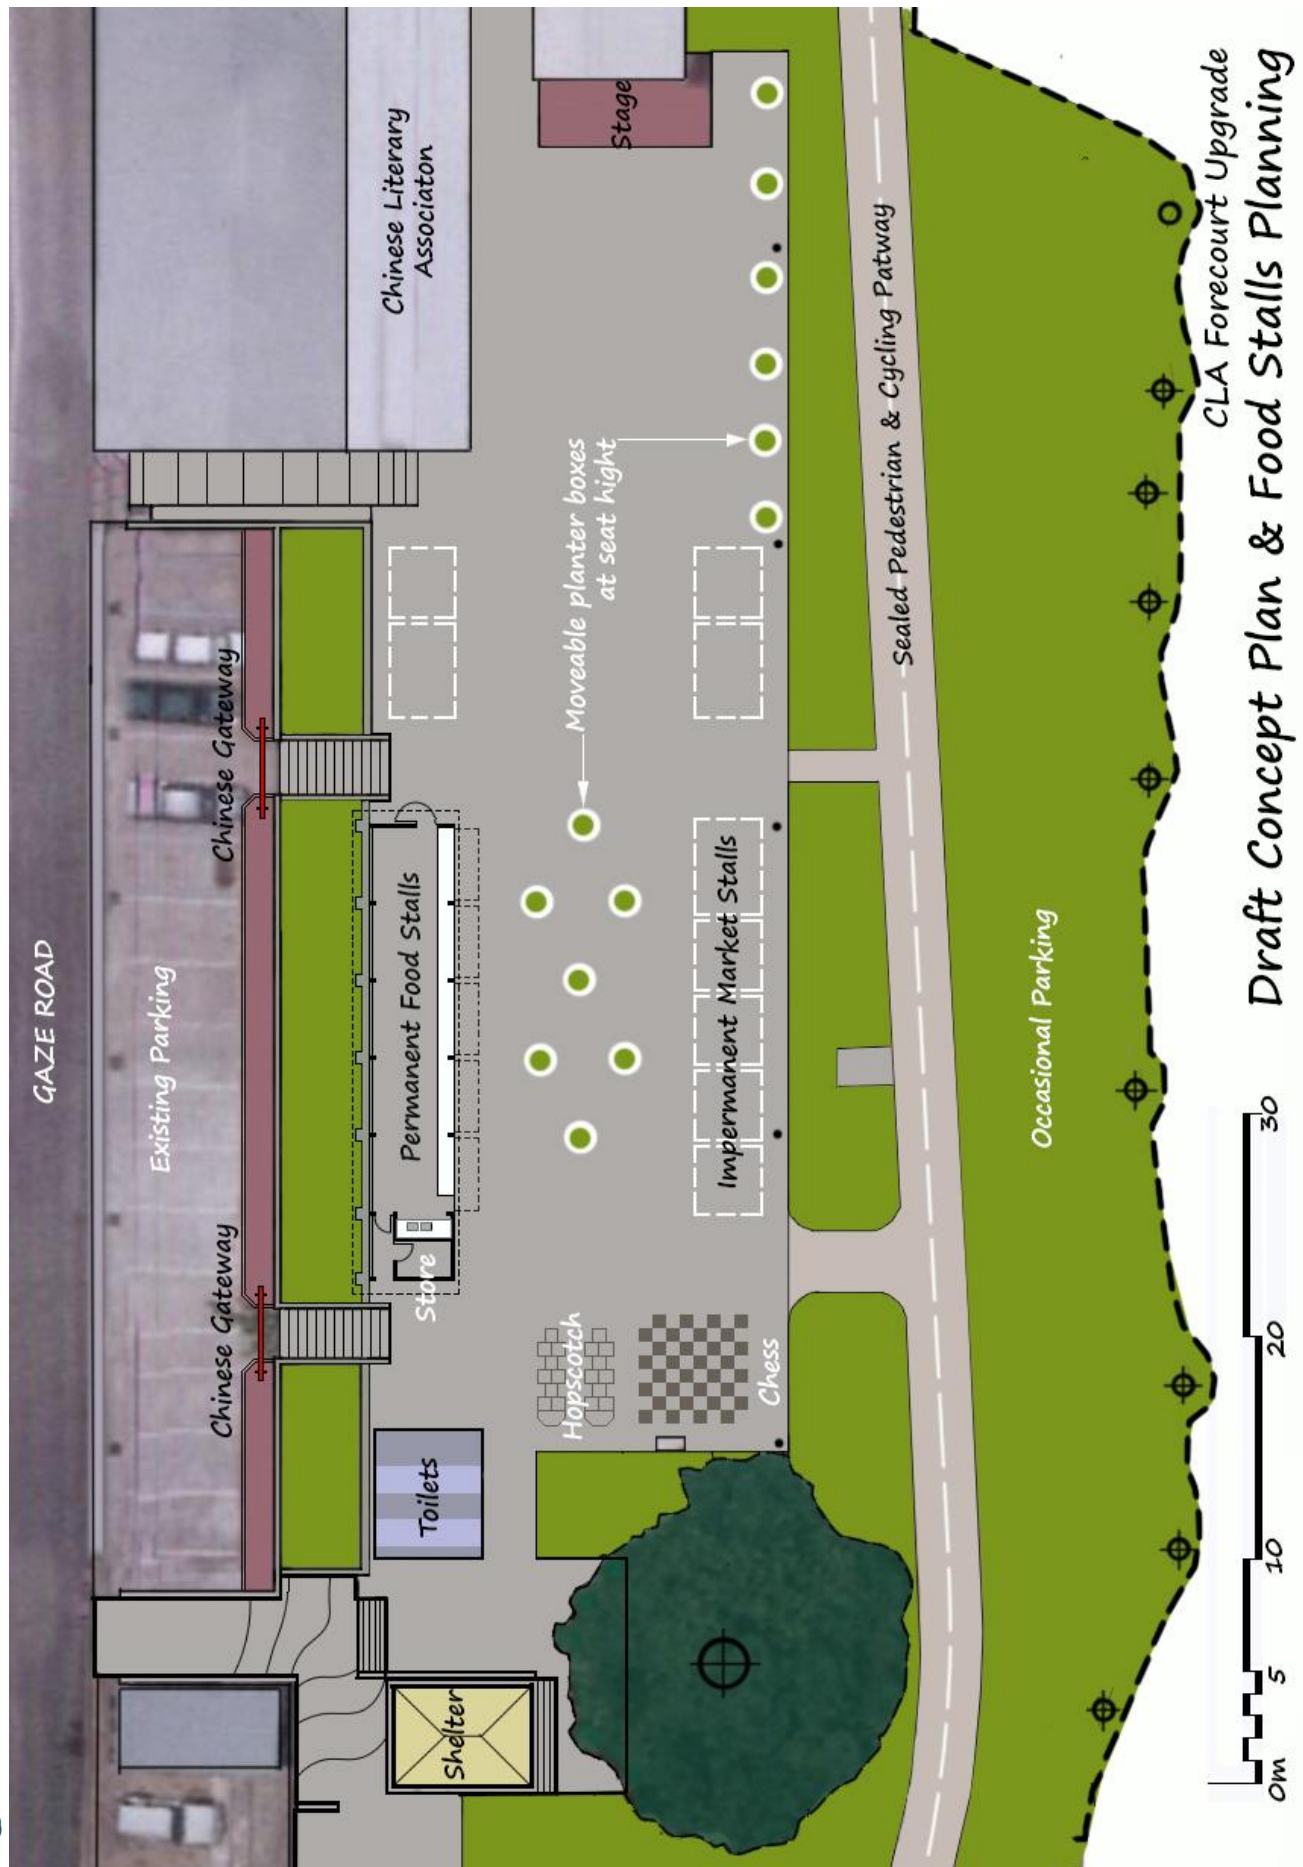 GAZE ROAD
Existing Parking
Chinese Gateway
Chinese Gateway
Chinese Literary
Associaton
Stage
Moveable planter boxes
at seat hight
Permanant Food Stalls
Store
Toilets
Shelter
Hopscotch
Chess
Impermanant Market Stalls
Sealed Pedestrian & Cycling Patway
Occasional Parking
0m 5 10 20 30
CLA Forecourt Upgrade
Draft Concept Plan & Food Stalls Planning